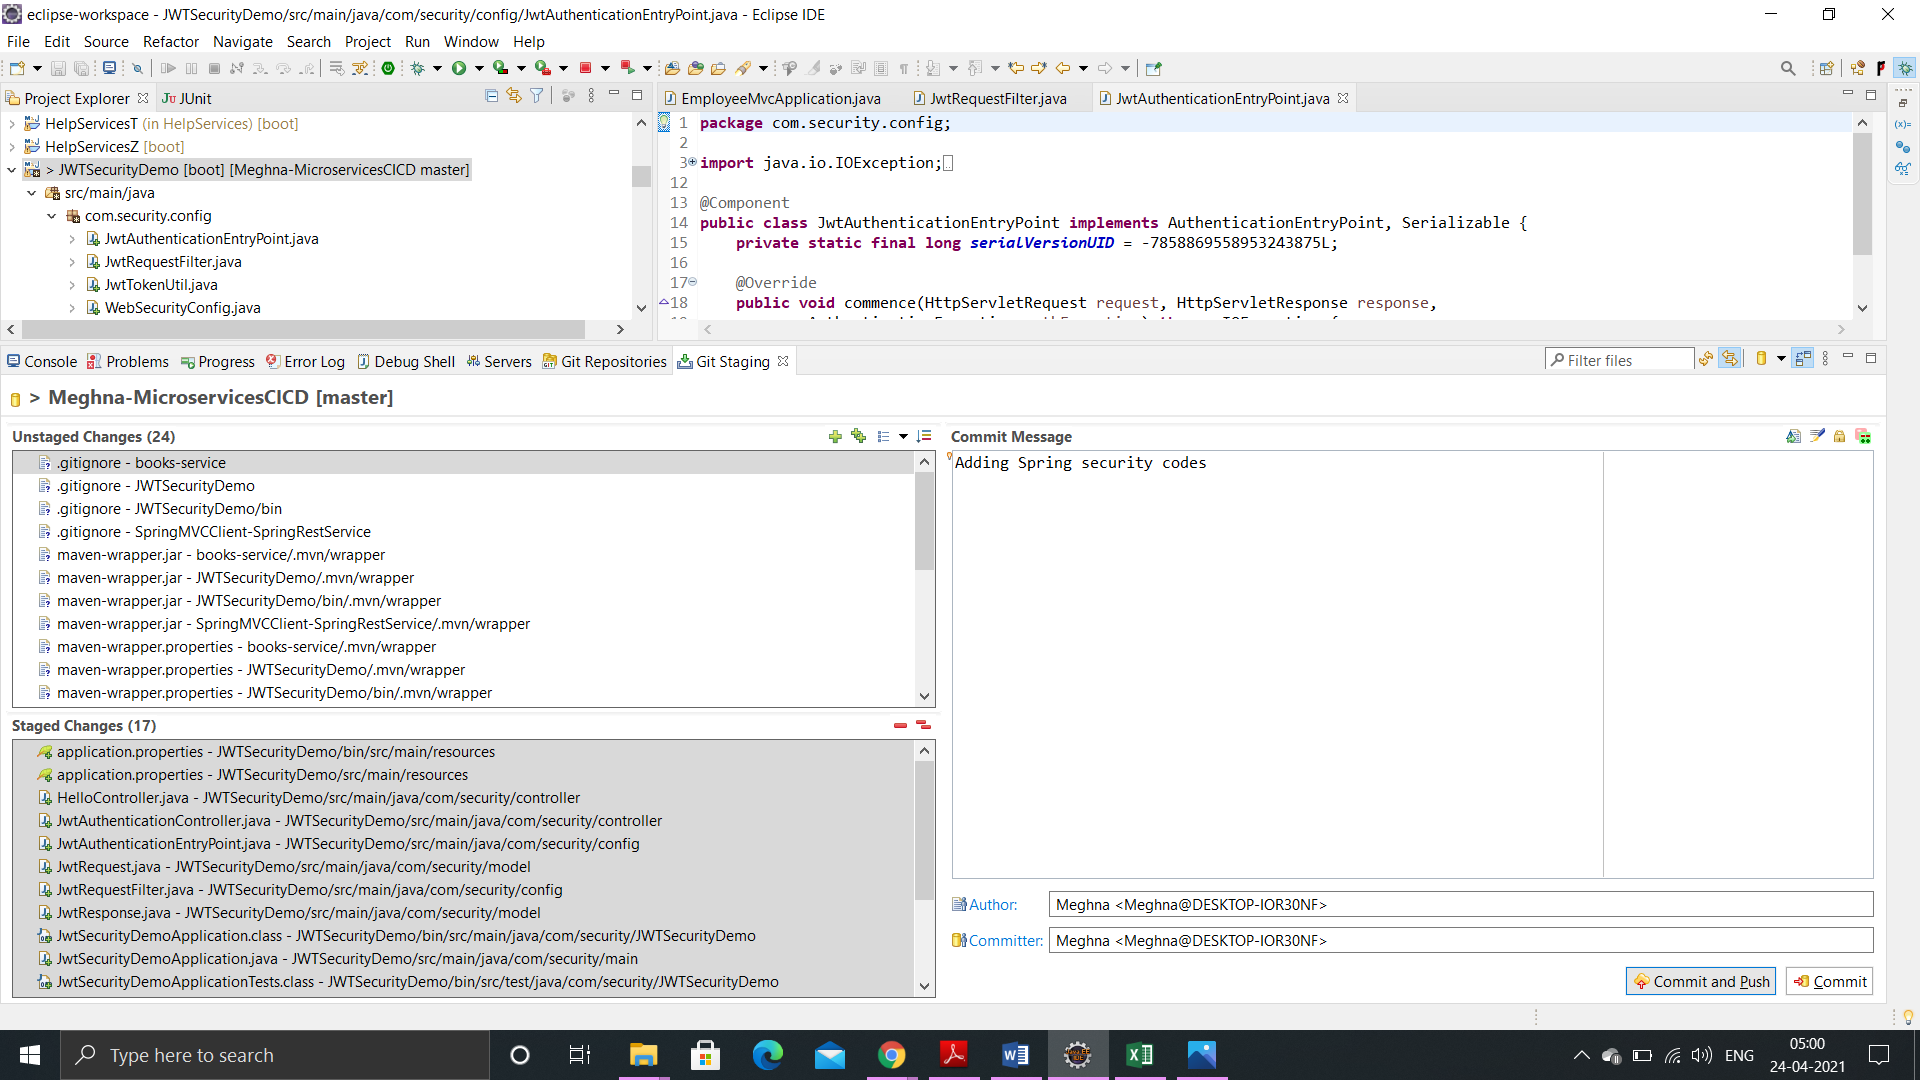 eclipse-workspace - JWTSecurityDemo/src/main/java/com/security/config/JwtAuthenticationEntryPoint.java - Eclipse IDE
File Edit Source Refactor Navigate Search Project Run Window Help
Project Explorer JUnit
EmployeeMvcApplication.java JwtRequestFilter.java JwtAuthenticationEntryPoint.java
HelpServicesT (in HelpServices) [boot]
HelpServicesZ [boot]
> JWTSecurityDemo [boot] [Meghna-MicroservicesCICD master]
src/main/java
com.security.config
JwtAuthenticationEntryPoint.java
JwtRequestFilter.java
JwtTokenUtil.java
WebSecurityConfig.java
1 package com.security.config;
2
3 import java.io.IOException;
12
13 @Component
14 public class JwtAuthenticationEntryPoint implements AuthenticationEntryPoint, Serializable {
15 private static final long serialVersionUID = -7858869558953243875L;
16
17 @Override
18 public void commence(HttpServletRequest request, HttpServletResponse response,
Console Problems Progress Error Log Debug Shell Servers Git Repositories Git Staging
Filter files
> Meghna-MicroservicesCICD [master]
Unstaged Changes (24)
.gitignore - books-service
.gitignore - JWTSecurityDemo
.gitignore - JWTSecurityDemo/bin
.gitignore - SpringMVCClient-SpringRestService
maven-wrapper.jar - books-service/.mvn/wrapper
maven-wrapper.jar - JWTSecurityDemo/.mvn/wrapper
maven-wrapper.jar - JWTSecurityDemo/bin/.mvn/wrapper
maven-wrapper.jar - SpringMVCClient-SpringRestService/.mvn/wrapper
maven-wrapper.properties - books-service/.mvn/wrapper
maven-wrapper.properties - JWTSecurityDemo/.mvn/wrapper
maven-wrapper.properties - JWTSecurityDemo/bin/.mvn/wrapper
Staged Changes (17)
application.properties - JWTSecurityDemo/bin/src/main/resources
application.properties - JWTSecurityDemo/src/main/resources
HelloController.java - JWTSecurityDemo/src/main/java/com/security/controller
JwtAuthenticationController.java - JWTSecurityDemo/src/main/java/com/security/controller
JwtAuthenticationEntryPoint.java - JWTSecurityDemo/src/main/java/com/security/config
JwtRequest.java - JWTSecurityDemo/src/main/java/com/security/model
JwtRequestFilter.java - JWTSecurityDemo/src/main/java/com/security/config
JwtResponse.java - JWTSecurityDemo/src/main/java/com/security/model
JwtSecurityDemoApplication.class - JWTSecurityDemo/bin/src/main/java/com/security/JWTSecurityDemo
JwtSecurityDemoApplication.java - JWTSecurityDemo/src/main/java/com/security/main
JwtSecurityDemoApplicationTests.class - JWTSecurityDemo/bin/src/test/java/com/security/JWTSecurityDemo
Commit Message
Adding Spring security codes
Author: Meghna <Meghna@DESKTOP-IOR30NF>
Committer: Meghna <Meghna@DESKTOP-IOR30NF>
Commit and Push Commit
Type here to search
ENG
05:00
24-04-2021